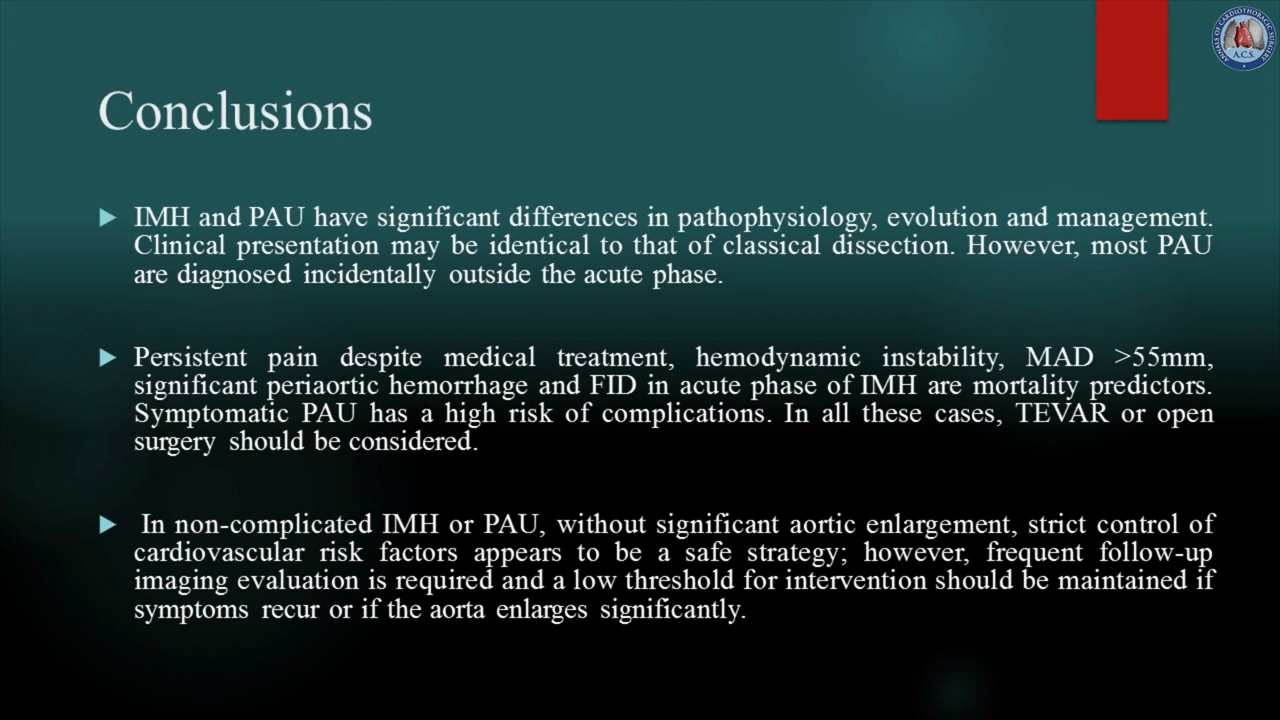 ANNALS OF CARDIOTHORACIC SURGERY
A.C.S.
Conclusions
IMH and PAU have significant differences in pathophysiology, evolution and management.
Clinical presentation may be identical to that of classical dissection. However, most PAU
are diagnosed incidentally outside the acute phase.
Persistent pain despite medical treatment, hemodynamic instability, MAD >55mm,
significant periaortic hemorrhage and FID in acute phase of IMH are mortality predictors.
Symptomatic PAU has a high risk of complications. In all these cases, TEVAR or open
surgery should be considered.
In non-complicated IMH or PAU, without significant aortic enlargement, strict control of
cardiovascular risk factors appears to be a safe strategy; however, frequent follow-up
imaging evaluation is required and a low threshold for intervention should be maintained if
symptoms recur or if the aorta enlarges significantly.